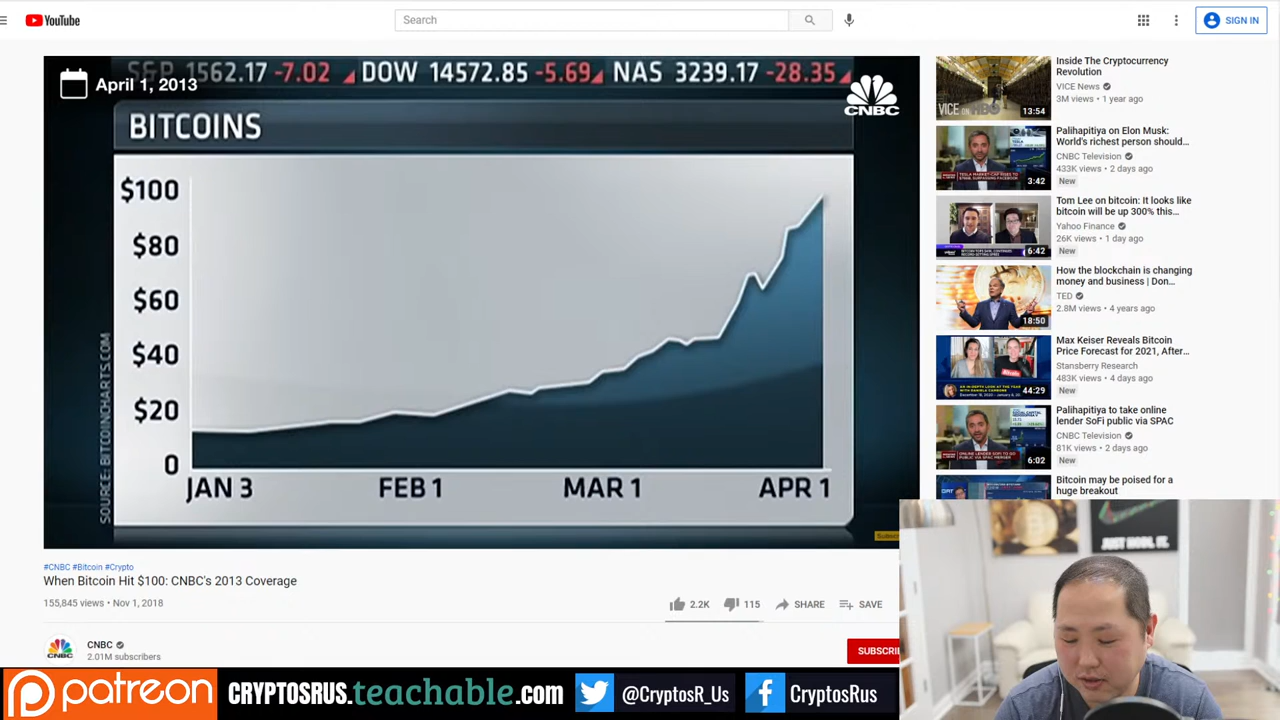 YouTube
Search
SIGN IN
S&P 1562.17 -7.02 DOW 14572.85 -5.69 NAS 3239.17 -28.35
April 1, 2013
CNBC
BITCOINS
$100
$80
$60
$40
$20
0
JAN 3 FEB 1 MAR 1 APR 1
SOURCE: BITCOINCHARTS.COM
#CNBC #Bitcoin #Crypto
When Bitcoin Hit $100: CNBC's 2013 Coverage
155,845 views • Nov 1, 2018
2.2K 115 SHARE SAVE
CNBC
2.01M subscribers
SUBSCRI
Inside The Cryptocurrency
Revolution
VICE News
3M views • 1 year ago
VICE ON HBO
13:54
Palihapitiya on Elon Musk:
World's richest person should...
CNBC Television
433K views • 2 days ago
New
3:42
Tom Lee on bitcoin: It looks like
bitcoin will be up 300% this...
Yahoo Finance
26K views • 1 day ago
New
6:42
How the blockchain is changing
money and business | Don...
TED
2.8M views • 4 years ago
18:50
Max Keiser Reveals Bitcoin
Price Forecast for 2021, After...
Stansberry Research
483K views • 4 days ago
New
44:29
Palihapitiya to take online
lender SoFi public via SPAC
CNBC Television
81K views • 2 days ago
New
6:02
Bitcoin may be poised for a
huge breakout
JUST HODL IT.
patreon
CRYPTOSRUS.teachable.com
@CryptosR_Us
CryptosRus